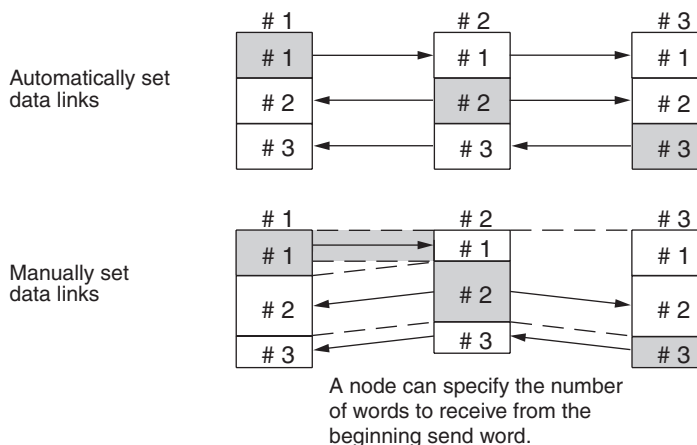 # 1 # 2 # 3
Automatically set
data links
# 1 # 1 # 1
# 2 # 2 # 2
# 3 # 3 # 3
# 1 # 2 # 3
Manually set
data links
# 1 # 1 # 1
# 2 # 2 # 2
# 3 # 3 # 3
A node can specify the number
of words to receive from the
beginning send word.